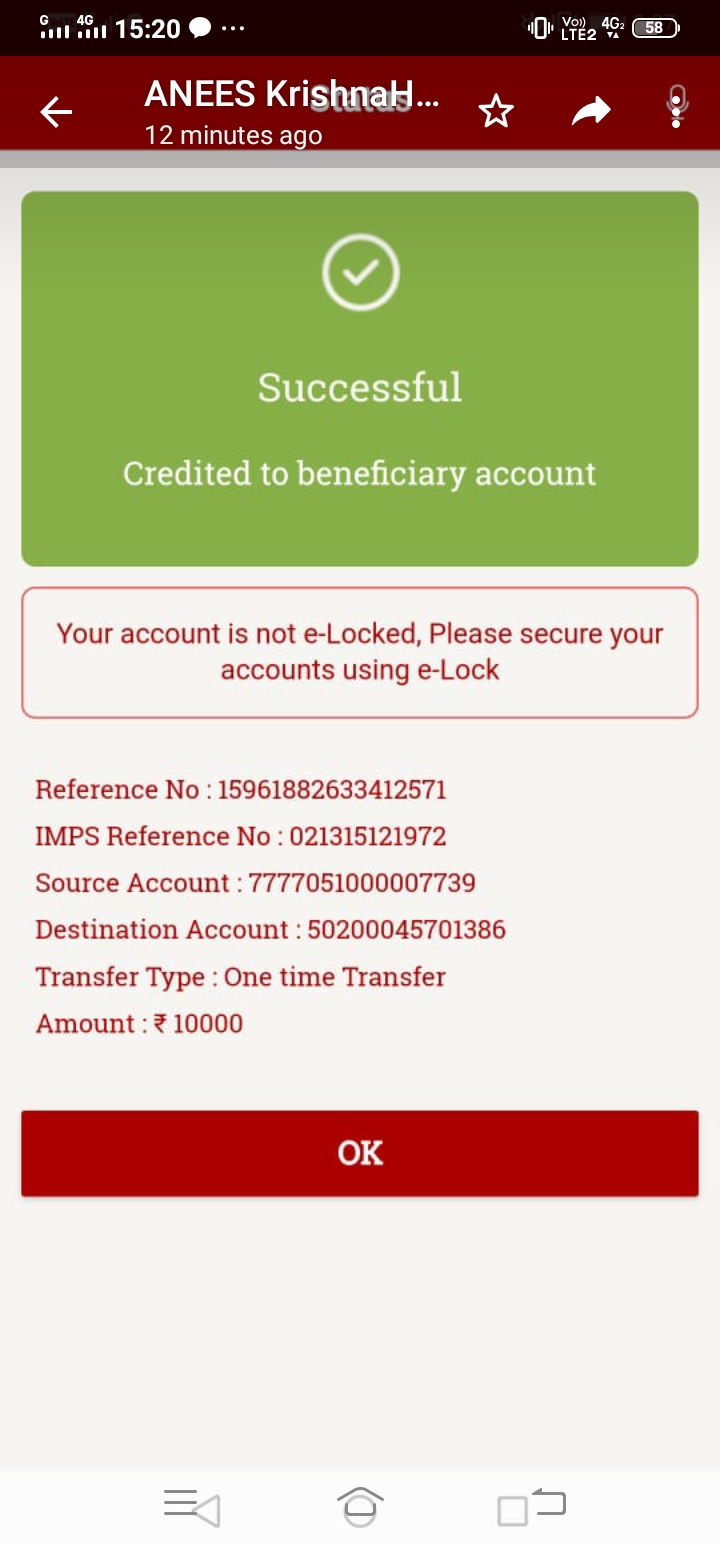 G 4G 15:20 Vo)) LTE2 4G2 58
ANEES KrishnaH...
Status
12 minutes ago
Successful
Credited to beneficiary account
Your account is not e-Locked, Please secure your
accounts using e-Lock
Reference No : 15961882633412571
IMPS Reference No : 021315121972
Source Account : 7777051000007739
Destination Account : 50200045701386
Transfer Type : One time Transfer
Amount : ₹ 10000
OK